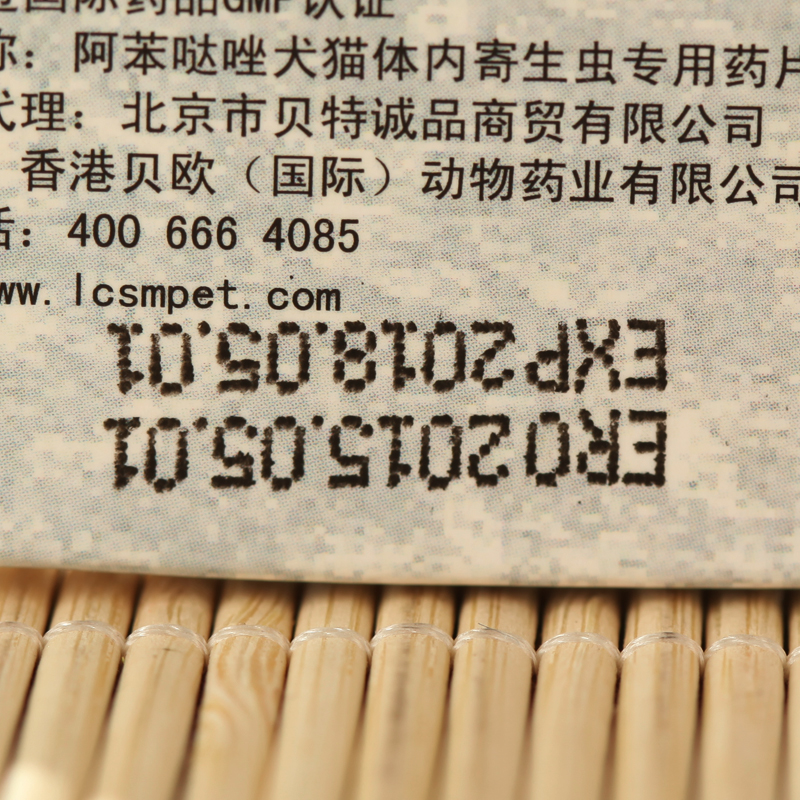 国际药品GMP认证
称：阿苯哒唑犬猫体内寄生虫专用药片
代理：北京市贝特诚品商贸有限公司
香港贝欧（国际）动物药业有限公司
话：400 666 4085
ww.lcsmpet.com
EXP2018.05.01
ERO2015.05.01